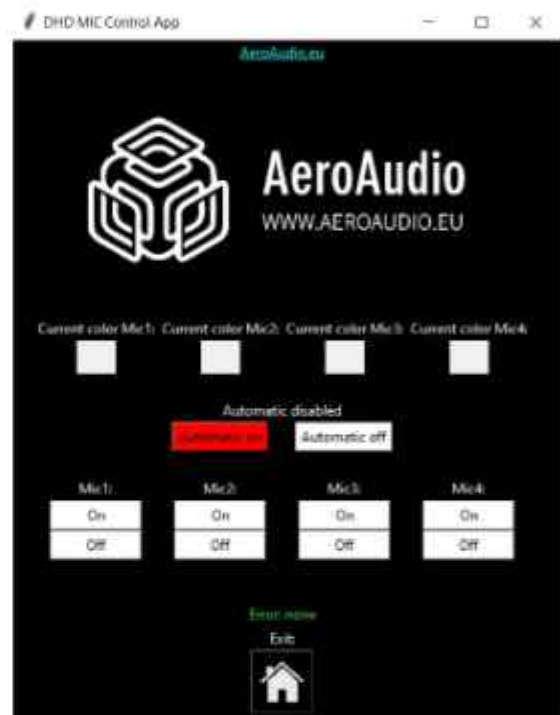 DHD MIC Control App
AeroAudio.eu
AeroAudio
WWW.AEROAUDIO.EU
Current color Mic1: Current color Mic2: Current color Mic3: Current color Mic4:
Automatic disabled
Automatic on Automatic off
Mic1: Mic2: Mic3: Mic4:
On On On On
Off Off Off Off
Error: none
Exit: